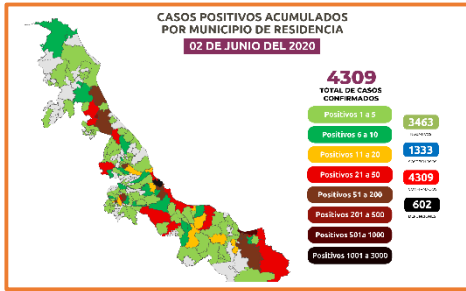 CASOS POSITIVOS ACUMULADOS
POR MUNICIPIO DE RESIDENCIA
02 DE JUNIO DEL 2020
4309
TOTAL DE CASOS
CONFIRMADOS
Positivos 1 a 5
Positivos 6 a 10
Positivos 11 a 20
Positivos 21 a 50
Positivos 51 a 200
Positivos 201 a 500
Positivos 501a 1000
Positivos 1001 a 3000
3463
1333
4309
602